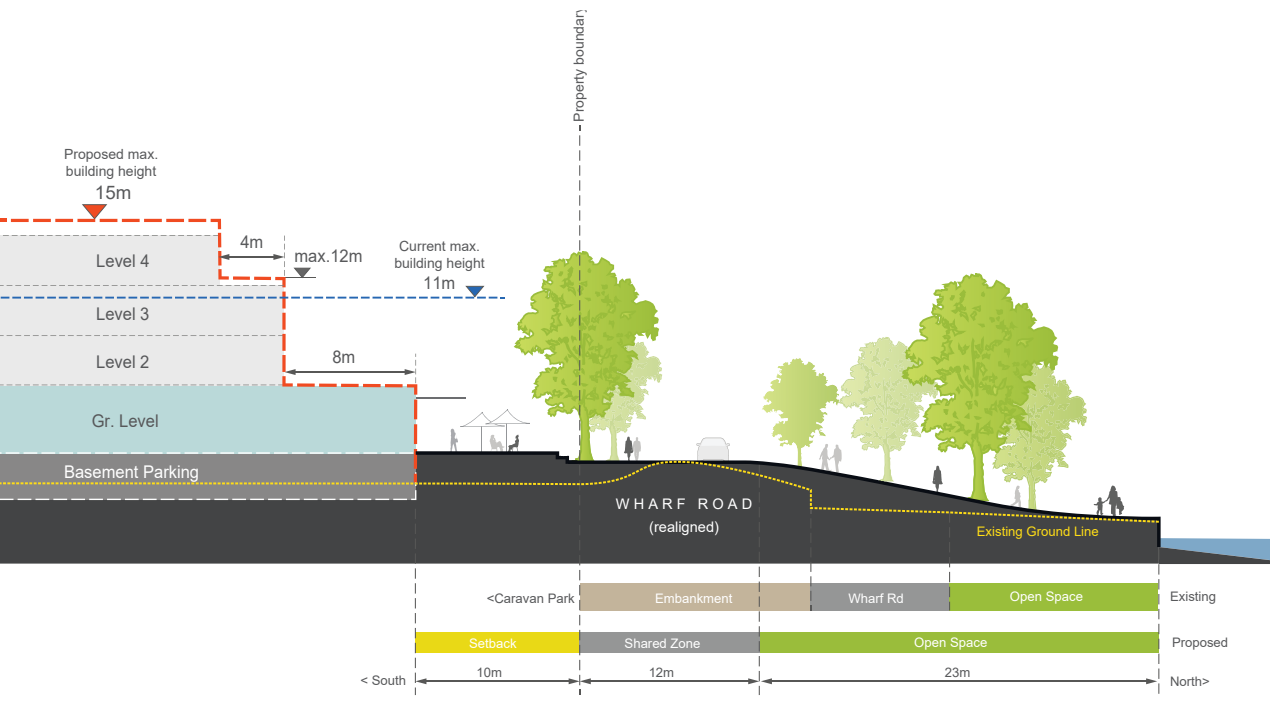 Property boundary
Proposed max.
building height
15m
4m
max.12m
Current max.
building height
11m
Level 4
Level 3
Level 2
8m
Gr. Level
Basement Parking
WHARF ROAD
(realigned)
Existing Ground Line
<Caravan Park
Embankment
Wharf Rd
Open Space
Existing
Setback
Shared Zone
Open Space
Proposed
< South
10m
12m
23m
North>